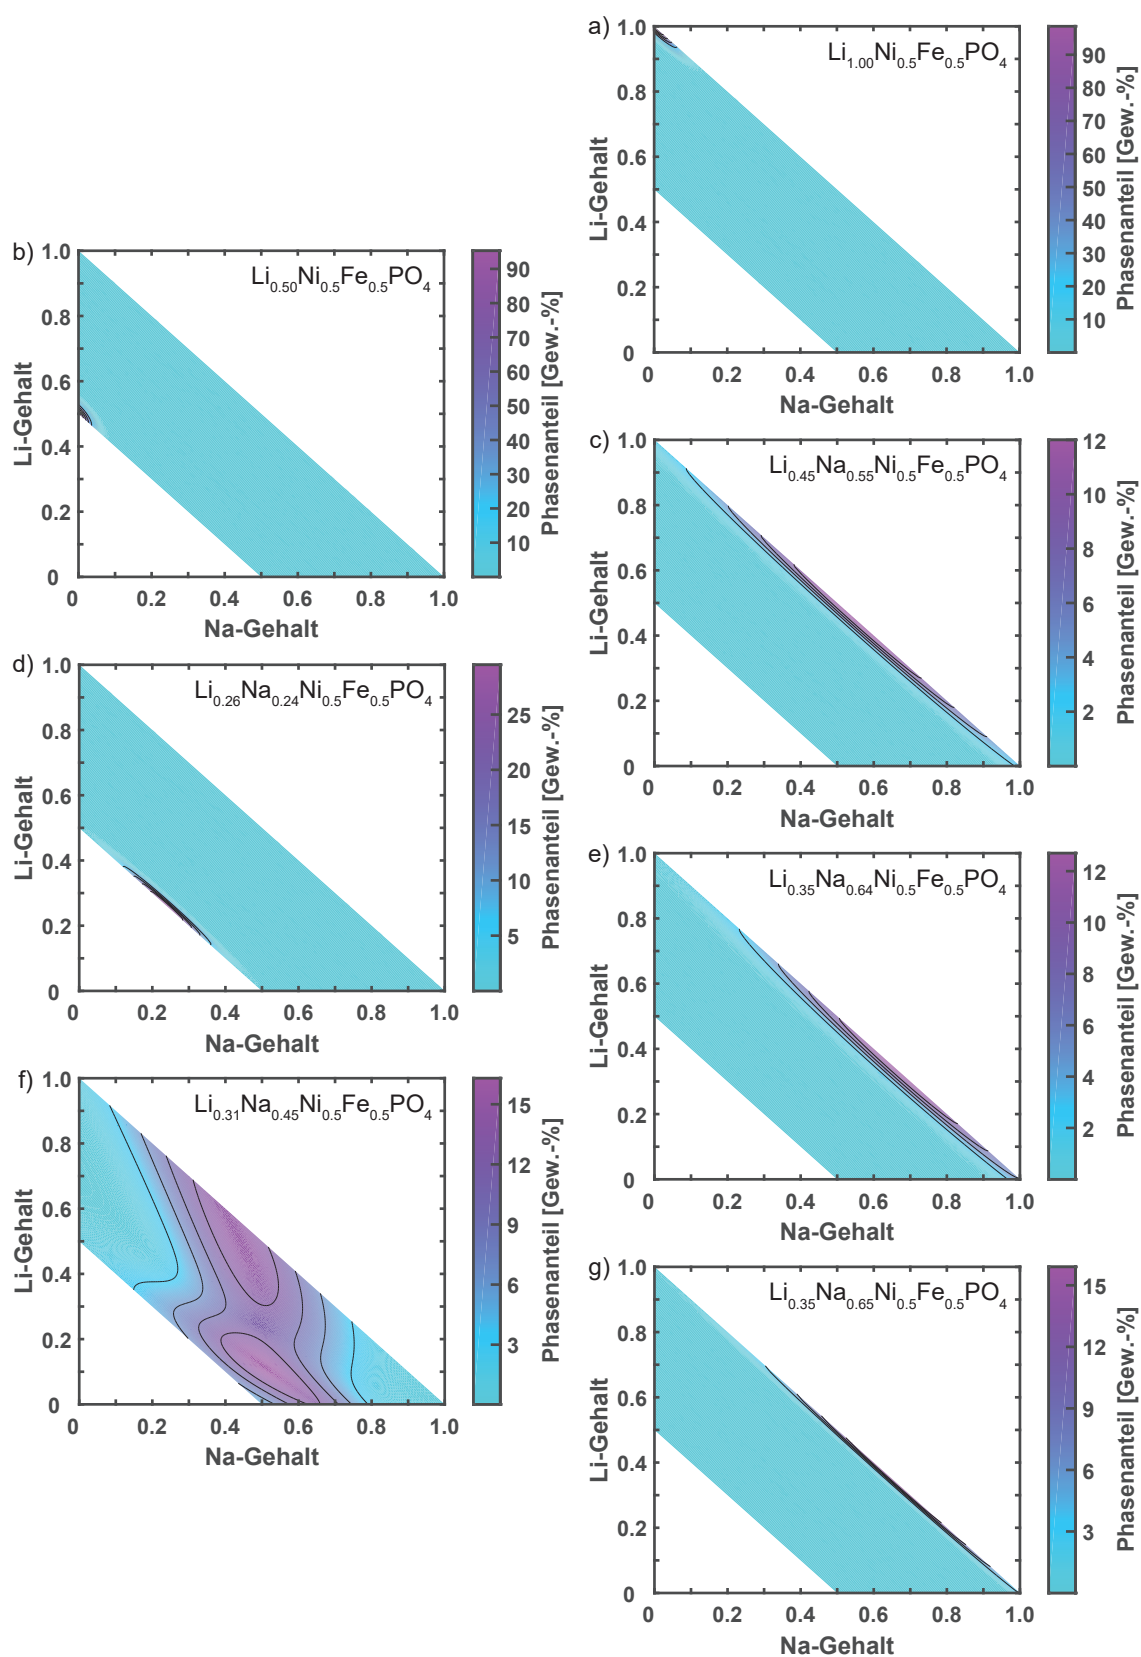 a)
Li1.00Ni0.5Fe0.5PO4
1.0
0.8
0.6
0.4
0.2
0
Li-Gehalt
0 0.2 0.4 0.6 0.8 1.0
Na-Gehalt
90
80
70
60
50
40
30
20
10
Phasenanteil [Gew.-%]
b)
Li0.50Ni0.5Fe0.5PO4
1.0
0.8
0.6
0.4
0.2
0
Li-Gehalt
0 0.2 0.4 0.6 0.8 1.0
Na-Gehalt
90
80
70
60
50
40
30
20
10
Phasenanteil [Gew.-%]
c)
Li0.45Na0.55Ni0.5Fe0.5PO4
1.0
0.8
0.6
0.4
0.2
0
Li-Gehalt
0 0.2 0.4 0.6 0.8 1.0
Na-Gehalt
12
10
8
6
4
2
Phasenanteil [Gew.-%]
d)
Li0.26Na0.24Ni0.5Fe0.5PO4
1.0
0.8
0.6
0.4
0.2
0
Li-Gehalt
0 0.2 0.4 0.6 0.8 1.0
Na-Gehalt
25
20
15
10
5
Phasenanteil [Gew.-%]
e)
Li0.35Na0.64Ni0.5Fe0.5PO4
1.0
0.8
0.6
0.4
0.2
0
Li-Gehalt
0 0.2 0.4 0.6 0.8 1.0
Na-Gehalt
12
10
8
6
4
2
Phasenanteil [Gew.-%]
f)
Li0.31Na0.45Ni0.5Fe0.5PO4
1.0
0.8
0.6
0.4
0.2
0
Li-Gehalt
0 0.2 0.4 0.6 0.8 1.0
Na-Gehalt
15
12
9
6
3
Phasenanteil [Gew.-%]
g)
Li0.35Na0.65Ni0.5Fe0.5PO4
1.0
0.8
0.6
0.4
0.2
0
Li-Gehalt
0 0.2 0.4 0.6 0.8 1.0
Na-Gehalt
15
12
9
6
3
Phasenanteil [Gew.-%]